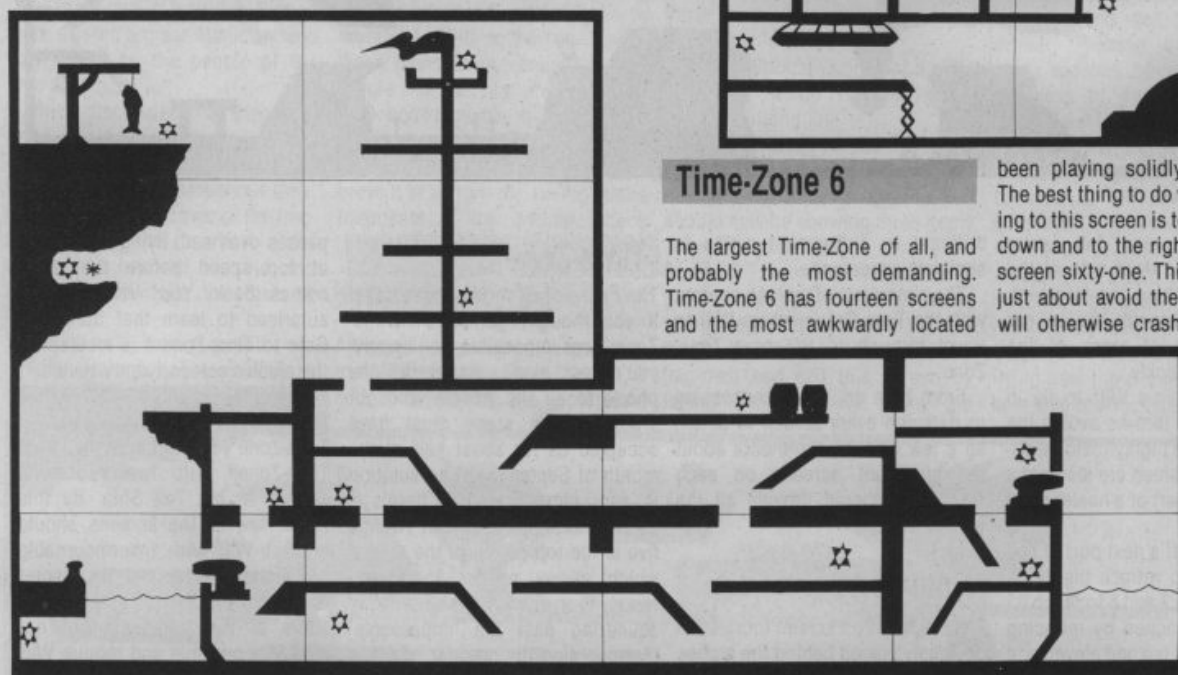 Time-Zone 6
The largest Time-Zone of all, and
probably the most demanding.
Time-Zone 6 has fourteen screens
and the most awkwardly located
been playing solidly
The best thing to do
ing to this screen is
down and to the righ
screen sixty-one. Thi
just about avoid the
will otherwise crash